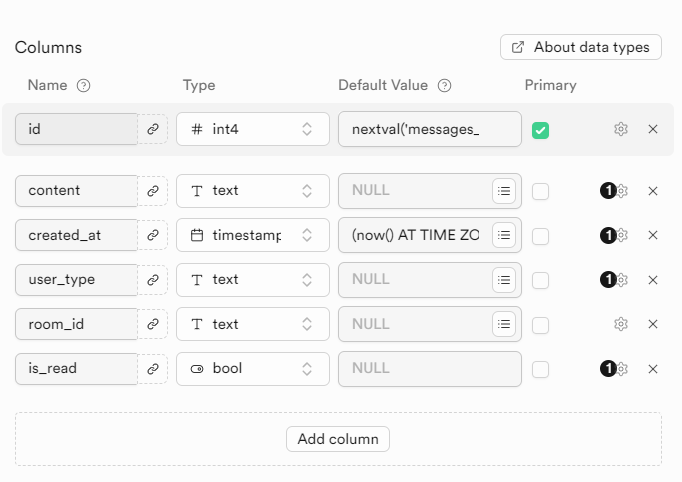 Columns
About data types
Name Type Default Value Primary
id int4 nextval('messages_
content text NULL 1
created_at timestamp (now() AT TIME ZO 1
user_type text NULL 1
room_id text NULL
is_read bool NULL 1
Add column